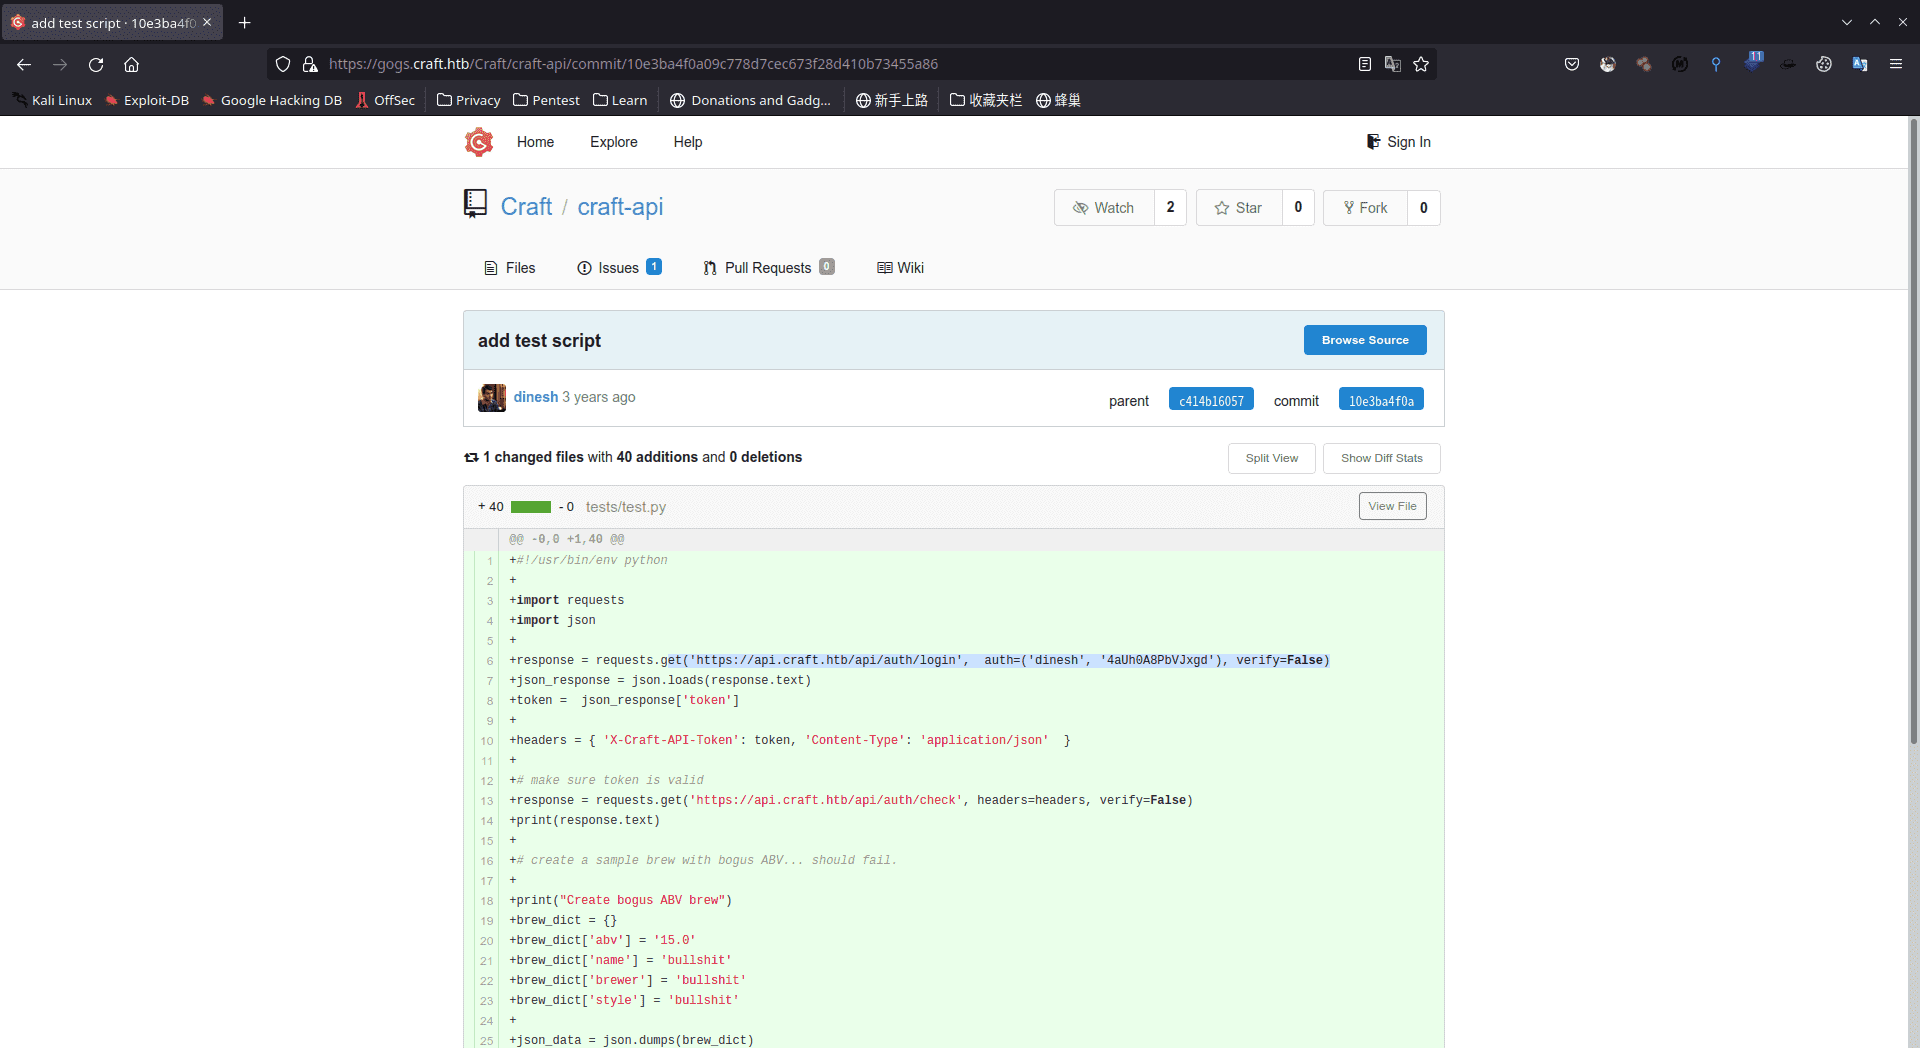 add test script · 10e3ba4f0
https://gogs.craft.htb/Craft/craft-api/commit/10e3ba4f0a09c778d7cec673f28d410b73455a86
11
Kali Linux Exploit-DB Google Hacking DB OffSec Privacy Pentest Learn Donations and Gadg... 新手上路 收藏夹栏 蜂巢
Home Explore Help Sign In
Craft / craft-api Watch 2 Star 0 Fork 0
Files Issues 1 Pull Requests 0 Wiki
add test script Browse Source
dinesh 3 years ago parent c414b16057 commit 10e3ba4f0a
1 changed files with 40 additions and 0 deletions Split View Show Diff Stats
+ 40 - 0 tests/test.py View File
@@ -0,0 +1,40 @@
1 +#!/usr/bin/env python
2 +
3 +import requests
4 +import json
5 +
6 +response = requests.get('https://api.craft.htb/api/auth/login',  auth=('dinesh', '4aUh0A8PbVJxgd'), verify=False)
7 +json_response = json.loads(response.text)
8 +token =  json_response['token']
9 +
10 +headers = { 'X-Craft-API-Token': token, 'Content-Type': 'application/json'  }
11 +
12 +# make sure token is valid
13 +response = requests.get('https://api.craft.htb/api/auth/check', headers=headers, verify=False)
14 +print(response.text)
15 +
16 +# create a sample brew with bogus ABV... should fail.
17 +
18 +print("Create bogus ABV brew")
19 +brew_dict = {}
20 +brew_dict['abv'] = '15.0'
21 +brew_dict['name'] = 'bullshit'
22 +brew_dict['brewer'] = 'bullshit'
23 +brew_dict['style'] = 'bullshit'
24 +
25 +json_data = json.dumps(brew_dict)